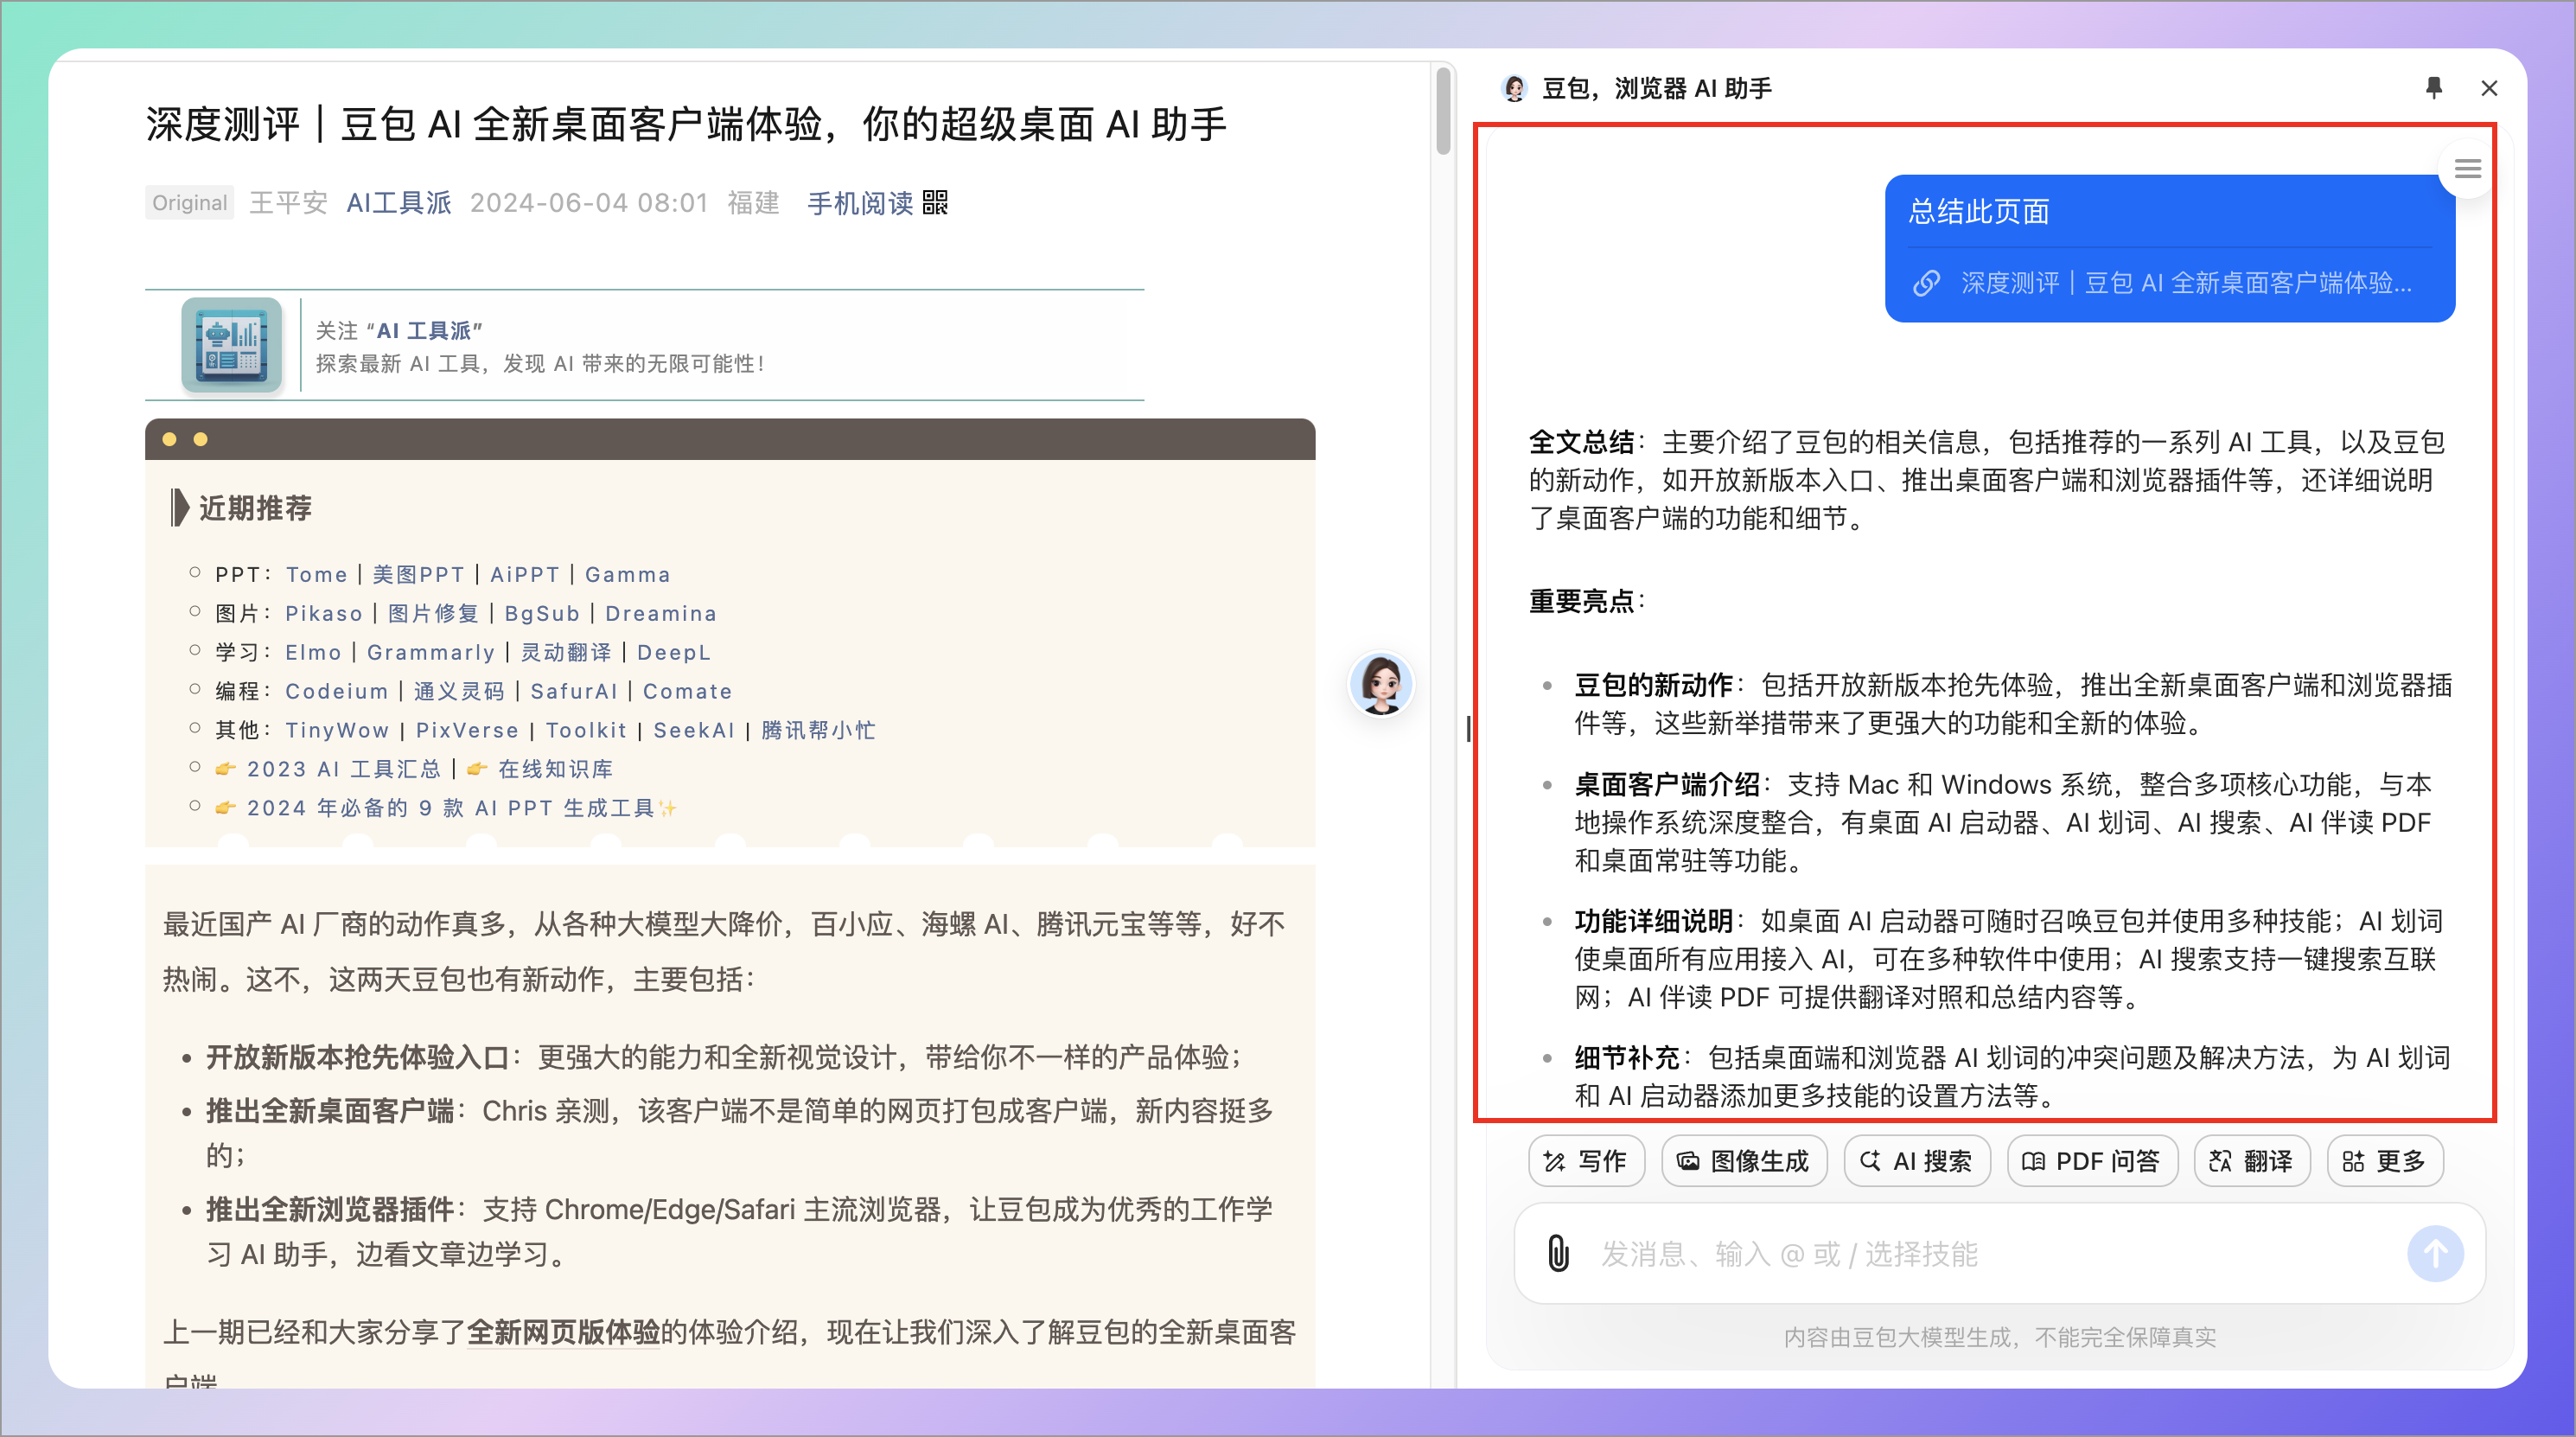 深度测评｜豆包 AI 全新桌面客户端体验，你的超级桌面 AI 助手
Original 王平安 AI工具派 2024-06-04 08:01 福建 手机阅读
关注 “AI 工具派”
探索最新 AI 工具，发现 AI 带来的无限可能性！
近期推荐
PPT：Tome｜美图PPT｜AiPPT｜Gamma
图片：Pikaso｜图片修复｜BgSub｜Dreamina
学习：Elmo｜Grammarly｜灵动翻译｜DeepL
编程：Codeium｜通义灵码｜SafurAI｜Comate
其他：TinyWow｜PixVerse｜Toolkit｜SeekAI｜腾讯帮小忙
👉 2023 AI 工具汇总｜👉 在线知识库
👉 2024 年必备的 9 款 AI PPT 生成工具✨
最近国产 AI 厂商的动作真多，从各种大模型大降价，百小应、海螺 AI、腾讯元宝等等，好不
热闹。这不，这两天豆包也有新动作，主要包括：
• 开放新版本抢先体验入口：更强大的能力和全新视觉设计，带给你不一样的产品体验；
• 推出全新桌面客户端：Chris 亲测，该客户端不是简单的网页打包成客户端，新内容挺多
的；
• 推出全新浏览器插件：支持 Chrome/Edge/Safari 主流浏览器，让豆包成为优秀的工作学
习 AI 助手，边看文章边学习。
上一期已经和大家分享了全新网页版体验的体验介绍，现在让我们深入了解豆包的全新桌面客
户端
豆包，浏览器 AI 助手
总结此页面
深度测评｜豆包 AI 全新桌面客户端体验...
全文总结：主要介绍了豆包的相关信息，包括推荐的一系列 AI 工具，以及豆包
的新动作，如开放新版本入口、推出桌面客户端和浏览器插件等，还详细说明
了桌面客户端的功能和细节。
重要亮点：
• 豆包的新动作：包括开放新版本抢先体验，推出全新桌面客户端和浏览器插
件等，这些新举措带来了更强大的功能和全新的体验。
• 桌面客户端介绍：支持 Mac 和 Windows 系统，整合多项核心功能，与本
地操作系统深度整合，有桌面 AI 启动器、AI 划词、AI 搜索、AI 伴读 PDF
和桌面常驻等功能。
• 功能详细说明：如桌面 AI 启动器可随时召唤豆包并使用多种技能；AI 划词
使桌面所有应用接入 AI，可在多种软件中使用；AI 搜索支持一键搜索互联
网；AI 伴读 PDF 可提供翻译对照和总结内容等。
• 细节补充：包括桌面端和浏览器 AI 划词的冲突问题及解决方法，为 AI 划词
和 AI 启动器添加更多技能的设置方法等。
写作 图像生成 AI 搜索 PDF 问答 翻译 更多
发消息、输入 @ 或 / 选择技能
内容由豆包大模型生成，不能完全保障真实